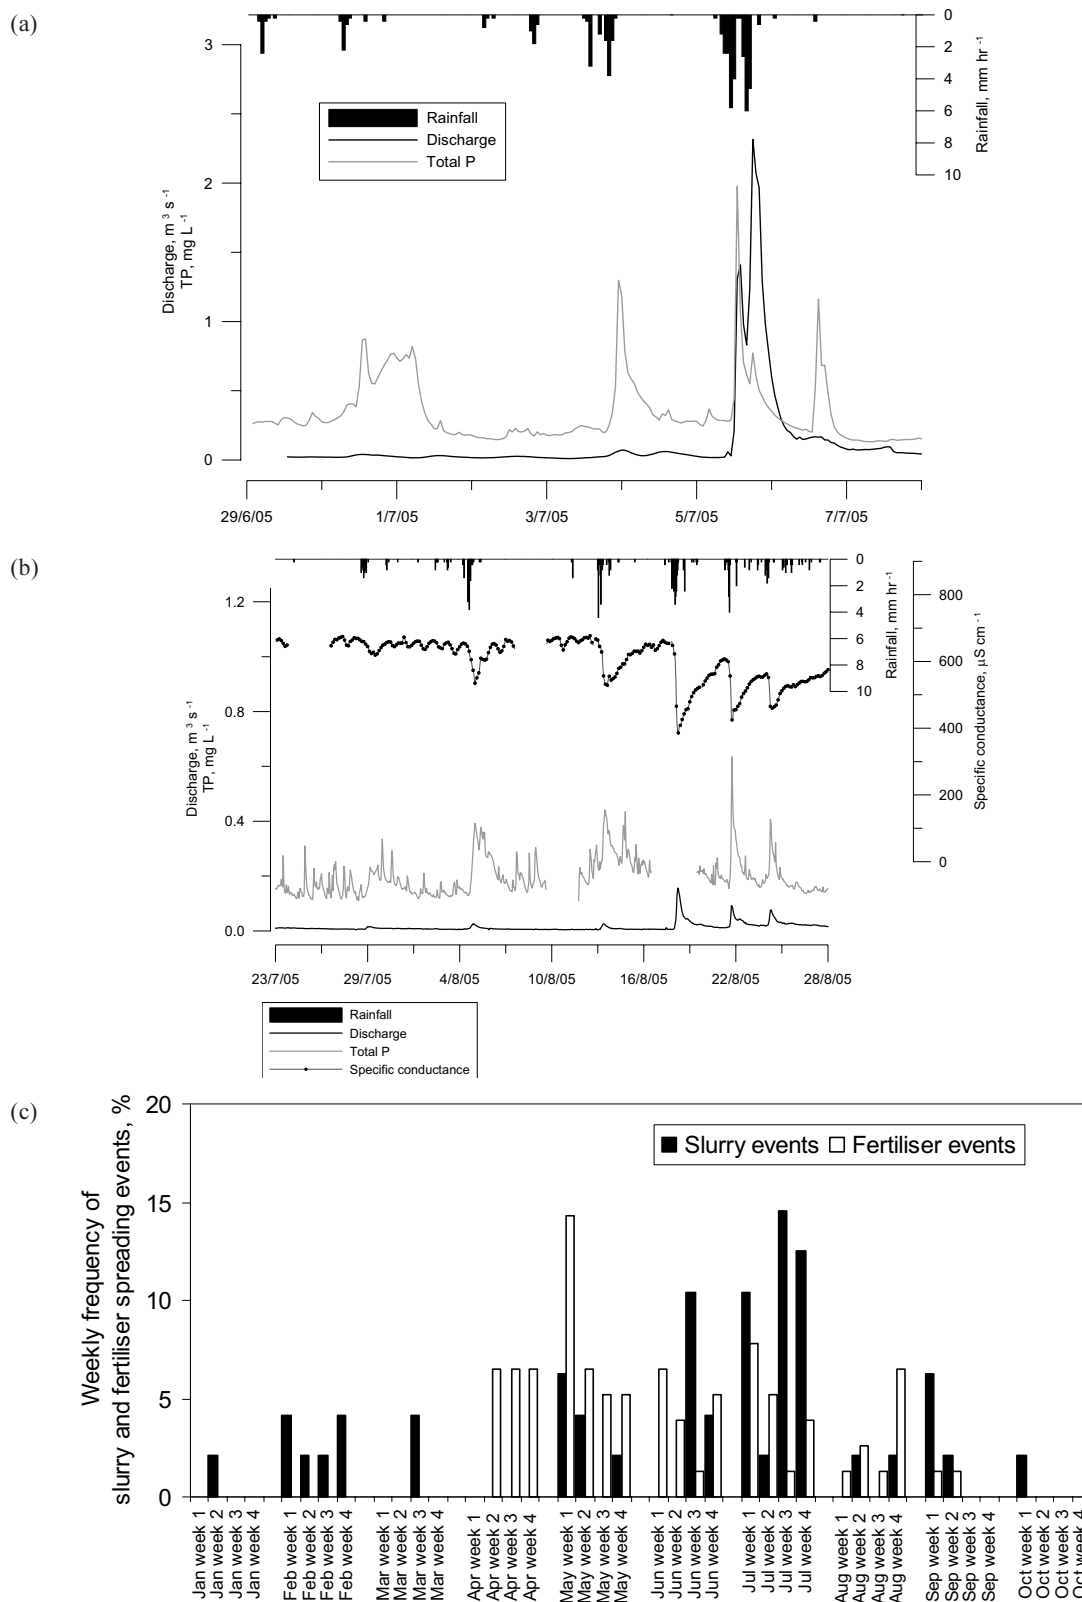 (a)
3
2
1
0
Discharge, m 3 s -1
TP, mg L -1
0
2
4
6
8
10
Rainfall, mm hr -1
Rainfall
Discharge
Total P
29/6/05 1/7/05 3/7/05 5/7/05 7/7/05
(b)
1.2
0.8
0.4
0.0
Discharge, m 3 s -1
TP, mg L -1
0
2
4
6
8
10
Rainfall, mm hr -1
800
600
400
200
0
Specific conductance, µS cm -1
23/7/05 29/7/05 4/8/05 10/8/05 16/8/05 22/8/05 28/8/05
Rainfall
Discharge
Total P
Specific conductance
(c)
20
15
10
5
0
Weekly frequency of
slurry and fertiliser spreading events, %
Slurry events Fertiliser events
Jan week 1
Jan week 2
Jan week 3
Jan week 4
Feb week 1
Feb week 2
Feb week 3
Feb week 4
Mar week 1
Mar week 2
Mar week 3
Mar week 4
Apr week 1
Apr week 2
Apr week 3
Apr week 4
May week 1
May week 2
May week 3
May week 4
Jun week 1
Jun week 2
Jun week 3
Jun week 4
Jul week 1
Jul week 2
Jul week 3
Jul week 4
Aug week 1
Aug week 2
Aug week 3
Aug week 4
Sep week 1
Sep week 2
Sep week 3
Sep week 4
Oct week 1
Oct week 2
Oct week 3
Oct week 4